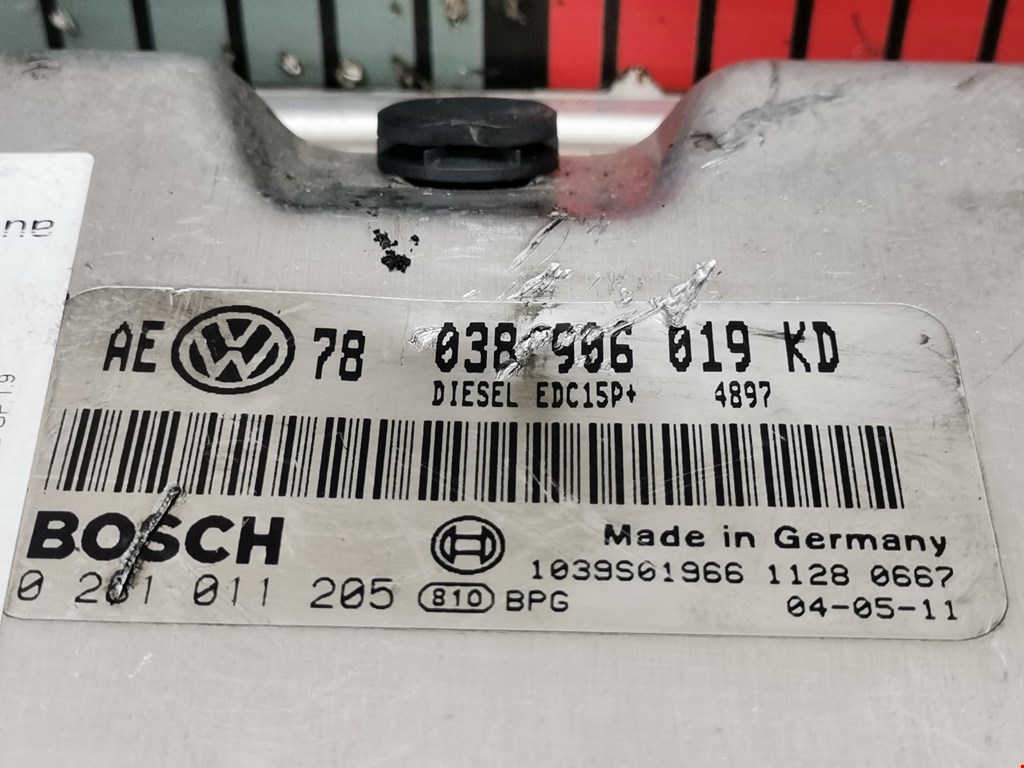 AE VW 78 038 906 019 KD
DIESEL EDC15P+ 4897
BOSCH
Made in Germany
1039S01966 1128 0667
0 281 011 205 810 BPG 04-05-11